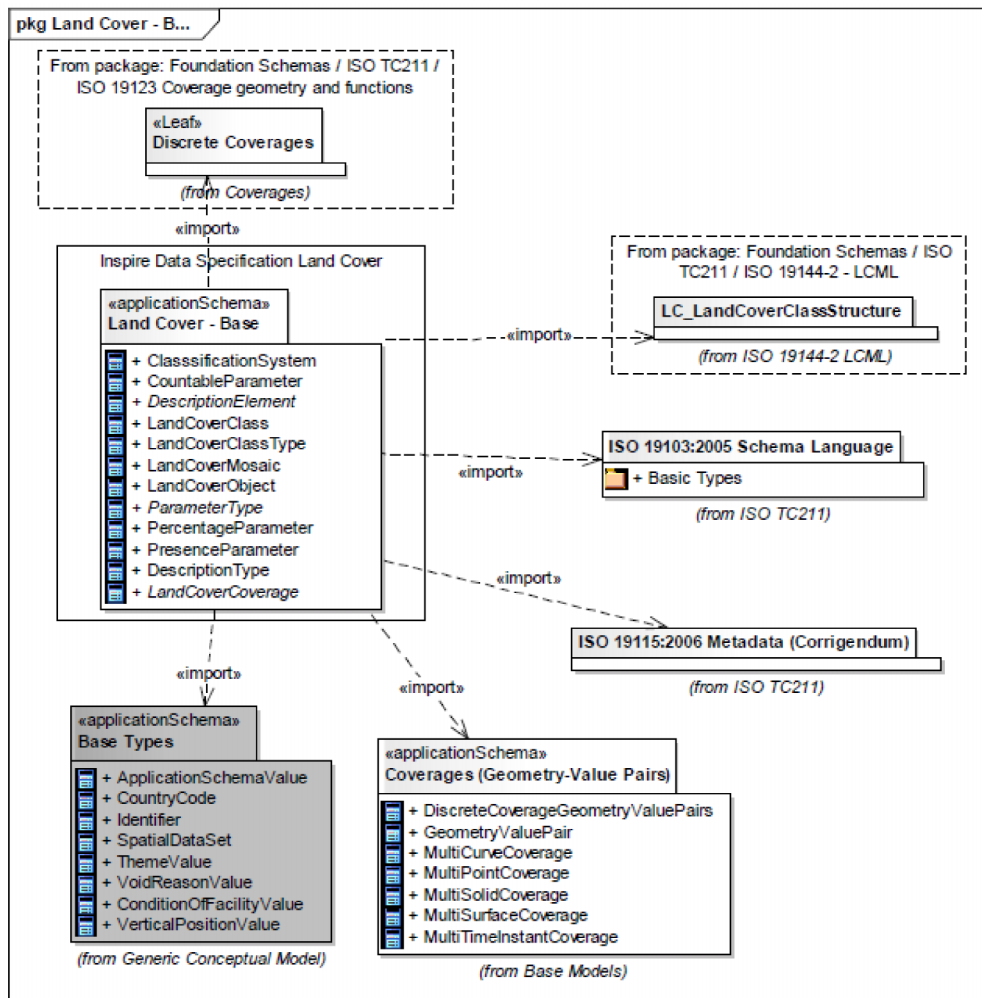 pkg Land Cover - B...
From package: Foundation Schemas / ISO TC211 /
ISO 19123 Coverage geometry and functions
«Leaf»
Discrete Coverages
(from Coverages)
«import»
Inspire Data Specification Land Cover
«applicationSchema»
Land Cover - Base
+ ClasssificationSystem
+ CountableParameter
+ DescriptionElement
+ LandCoverClass
+ LandCoverClassType
+ LandCoverMosaic
+ LandCoverObject
+ ParameterType
+ PercentageParameter
+ PresenceParameter
+ DescriptionType
+ LandCoverCoverage
From package: Foundation Schemas / ISO
TC211 / ISO 19144-2 - LCML
LC_LandCoverClassStructure
(from ISO 19144-2 LCML)
«import»
ISO 19103:2005 Schema Language
+ Basic Types
(from ISO TC211)
«import»
«import»
ISO 19115:2006 Metadata (Corrigendum)
(from ISO TC211)
«import»
«import»
«applicationSchema»
Base Types
+ ApplicationSchemaValue
+ CountryCode
+ Identifier
+ SpatialDataSet
+ ThemeValue
+ VoidReasonValue
+ ConditionOfFacilityValue
+ VerticalPositionValue
(from Generic Conceptual Model)
«applicationSchema»
Coverages (Geometry-Value Pairs)
+ DiscreteCoverageGeometryValuePairs
+ GeometryValuePair
+ MultiCurveCoverage
+ MultiPointCoverage
+ MultiSolidCoverage
+ MultiSurfaceCoverage
+ MultiTimeInstantCoverage
(from Base Models)